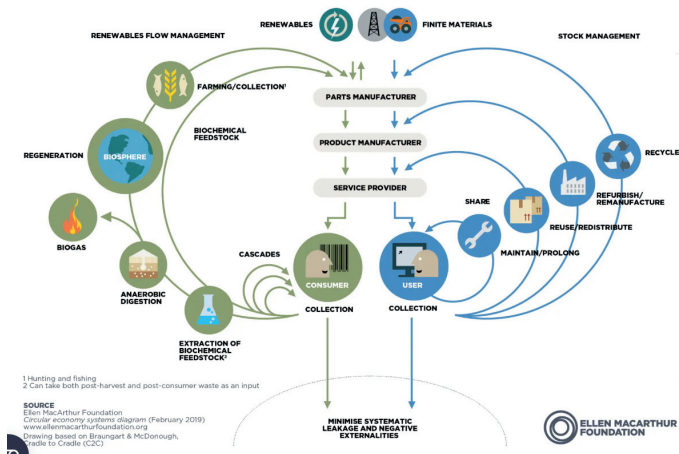 RENEWABLES
FINITE MATERIALS
RENEWABLES FLOW MANAGEMENT
STOCK MANAGEMENT
FARMING/COLLECTION¹
PARTS MANUFACTURER
BIOCHEMICAL
FEEDSTOCK
PRODUCT MANUFACTURER
REGENERATION
BIOSPHERE
RECYCLE
SERVICE PROVIDER
SHARE
REFURBISH/
REMANUFACTURE
REUSE/REDISTRIBUTE
BIOGAS
CASCADES
MAINTAIN/PROLONG
CONSUMER
USER
ANAEROBIC
DIGESTION
COLLECTION
COLLECTION
EXTRACTION OF
BIOCHEMICAL
FEEDSTOCK²
1 Hunting and fishing
2 Can take both post-harvest and post-consumer waste as an input
SOURCE
Ellen MacArthur Foundation
Circular economy systems diagram (February 2019)
www.ellenmacarthurfoundation.org
Drawing based on Braungart & McDonough,
Cradle to Cradle (C2C)
MINIMISE SYSTEMATIC
LEAKAGE AND NEGATIVE
EXTERNALITIES
ELLEN MACARTHUR
FOUNDATION